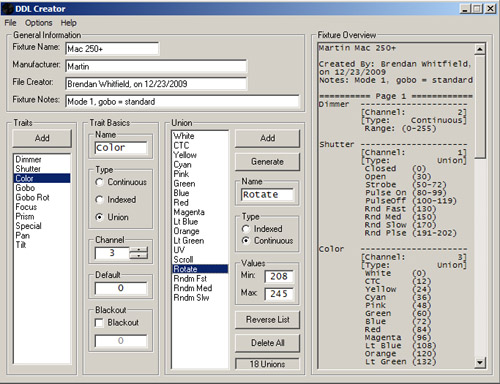 DDL Creator
File Options Help
General Information
Fixture Name: Mac 250+
Manufacturer: Martin
File Creator: Brendan Whitfield, on 12/23/2009
Fixture Notes: Mode 1, gobo = standard
Traits
Add
Dimmer
Shutter
Color
Gobo
Gobo Rot
Focus
Prism
Special
Pan
Tilt
Trait Basics
Name
Color
Type
Continuous
Indexed
Union
Channel
3
Default
0
Blackout
Blackout
0
Union
White
CTC
Yellow
Cyan
Pink
Green
Blue
Red
Magenta
Lt Blue
Orange
Lt Green
UV
Scroll
Rotate
Rndm Fst
Rndm Med
Rndm Slw
Add
Generate
Name
Rotate
Type
Indexed
Continuous
Values
Min: 208
Max: 245
Reverse List
Delete All
18 Unions
Fixture Overview
Martin Mac 250+
Created By: Brendan Whitfield,
on 12/23/2009
Notes: Mode 1, gobo = standard
========== Page 1 ============
Dimmer ------------------------
[Channel: 2]
[Type: Continuous]
Range: (0-255)
Shutter -----------------------
[Channel: 1]
[Type: Union]
Closed (0)
Open (30)
Strobe (50-72)
Pulse On (80-99)
PulseOff (100-119)
Rnd Fast (130)
Rnd Med (150)
Rnd Slow (170)
Rnd Plse (191-202)
Color -------------------------
[Channel: 3]
[Type: Union]
White (0)
CTC (12)
Yellow (24)
Cyan (36)
Pink (48)
Green (60)
Blue (72)
Red (84)
Magenta (96)
Lt Blue (108)
Orange (120)
Lt Green (132)